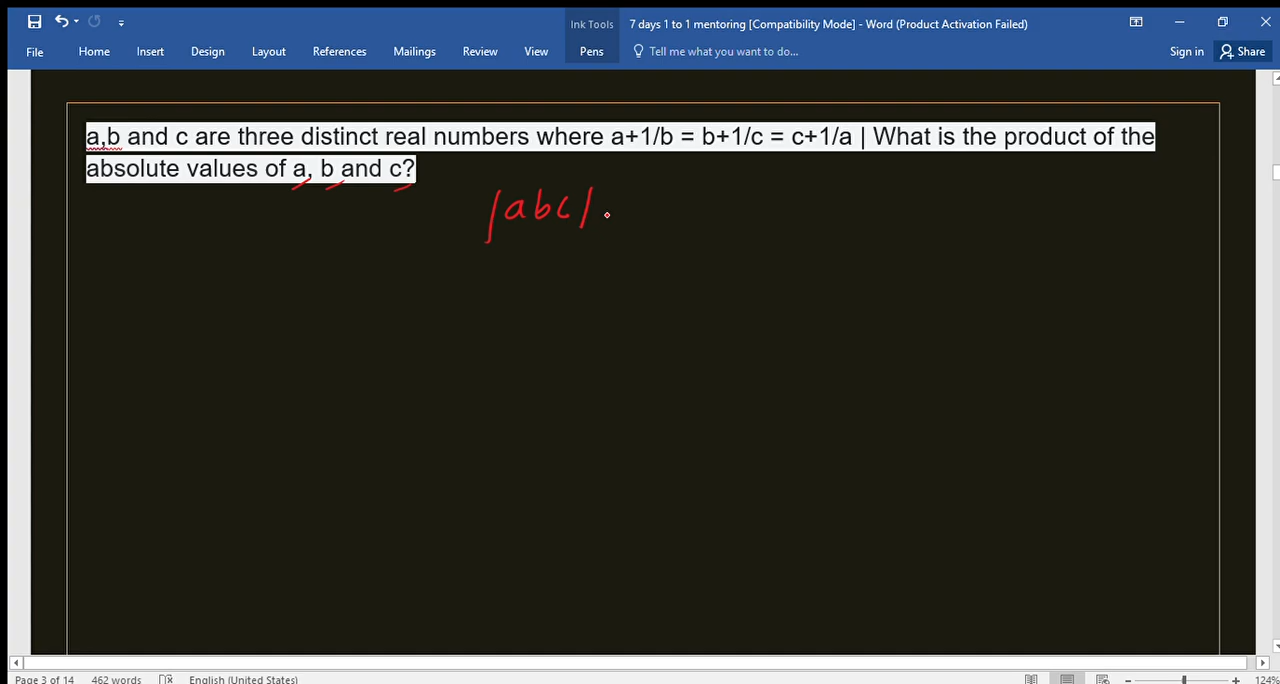 Ink Tools 7 days 1 to 1 mentoring [Compatibility Mode] - Word (Product Activation Failed)
File Home Insert Design Layout References Mailings Review View Pens Tell me what you want to do... Sign in Share
a,b and c are three distinct real numbers where a+1/b = b+1/c = c+1/a | What is the product of the
absolute values of a, b and c?
|abc|
Page 3 of 14 462 words English (United States) 124%